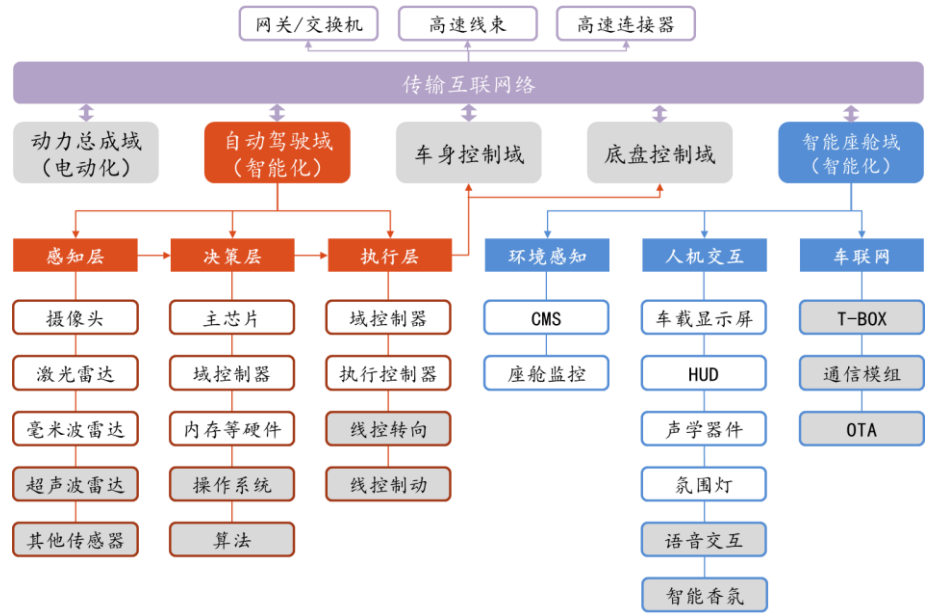 网关/交换机
高速线束
高速连接器
传输互联网络
动力总成域
（电动化）
自动驾驶域
（智能化）
车身控制域
底盘控制域
智能座舱域
（智能化）
感知层
决策层
执行层
环境感知
人机交互
车联网
摄像头
主芯片
域控制器
CMS
车载显示屏
T-BOX
激光雷达
域控制器
执行控制器
座舱监控
HUD
通信模组
毫米波雷达
内存等硬件
线控转向
声学器件
OTA
超声波雷达
操作系统
线控制动
氛围灯
其他传感器
算法
语音交互
智能香氛